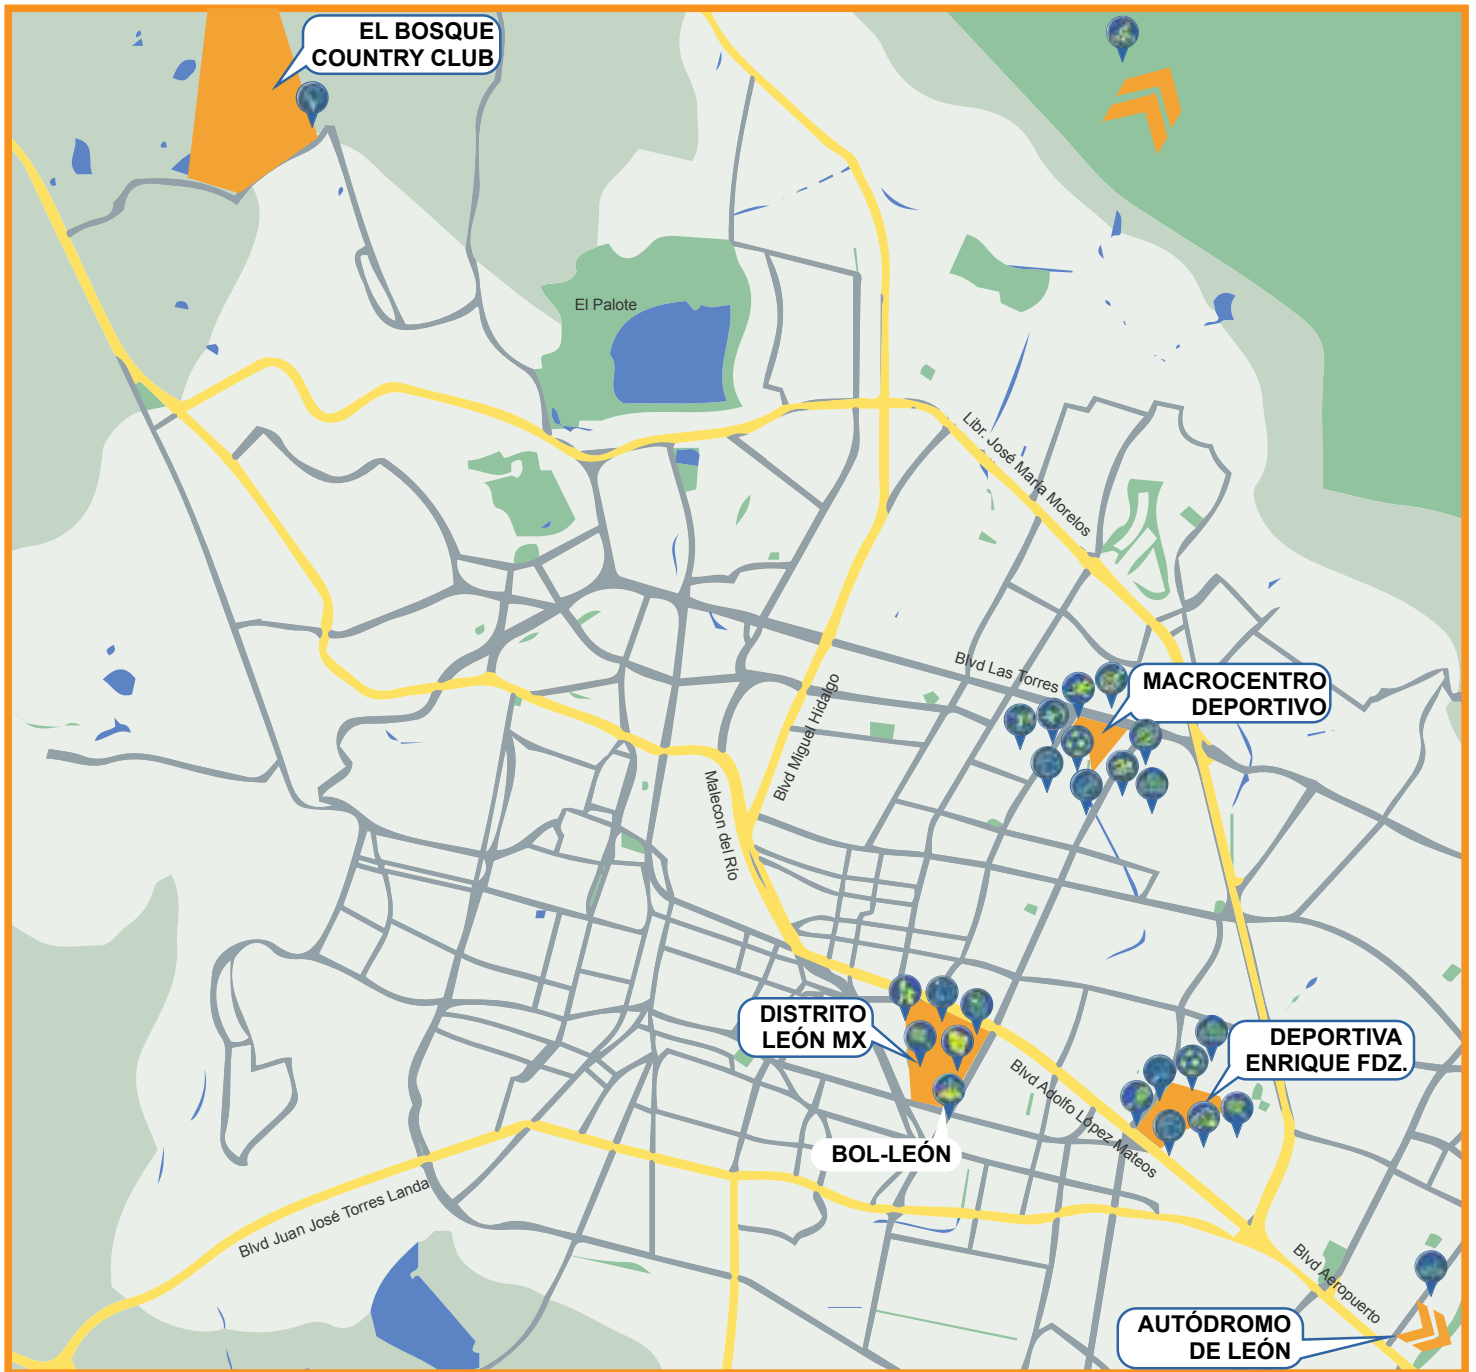 EL BOSQUE
COUNTRY CLUB
El Palote
Libr. José María Morelos
Blvd Las Torres
MACROCENTRO
DEPORTIVO
Blvd Miguel Hidalgo
Malecon del Río
DISTRITO
LEÓN MX
DEPORTIVA
ENRIQUE FDZ.
Blvd Adolfo López Mateos
BOL-LEÓN
Blvd Juan José Torres Landa
Blvd Aeropuerto
AUTÓDROMO
DE LEÓN